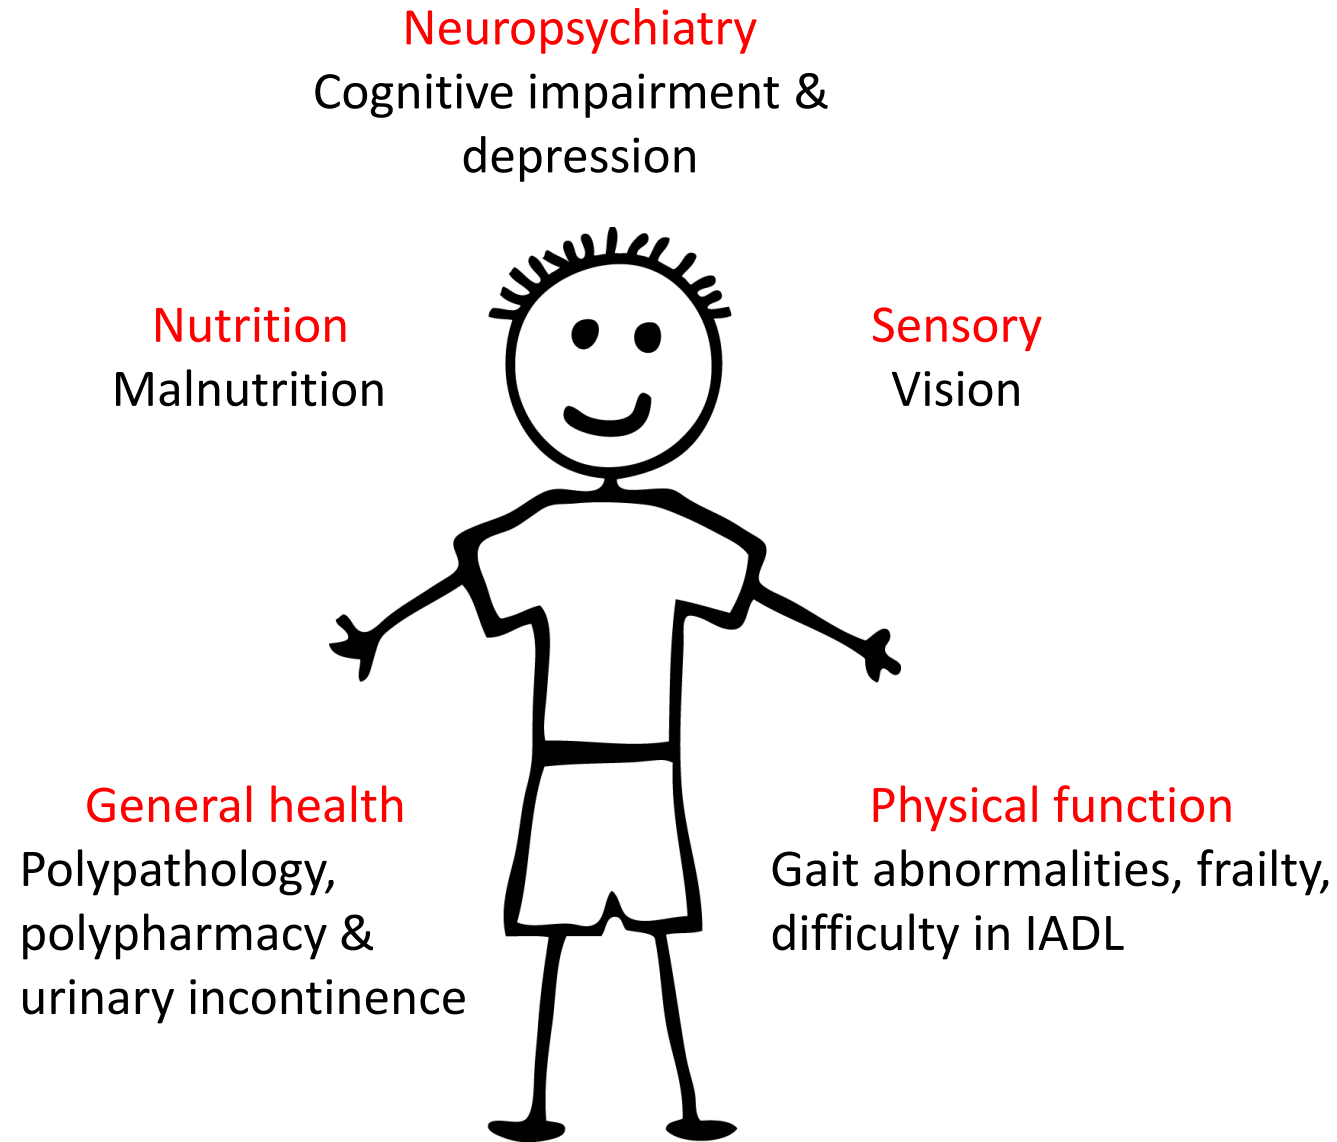 Neuropsychiatry
Cognitive impairment &
depression
Nutrition
Malnutrition
Sensory
Vision
General health
Polypathology,
polypharmacy &
urinary incontinence
Physical function
Gait abnormalities, frailty,
difficulty in IADL